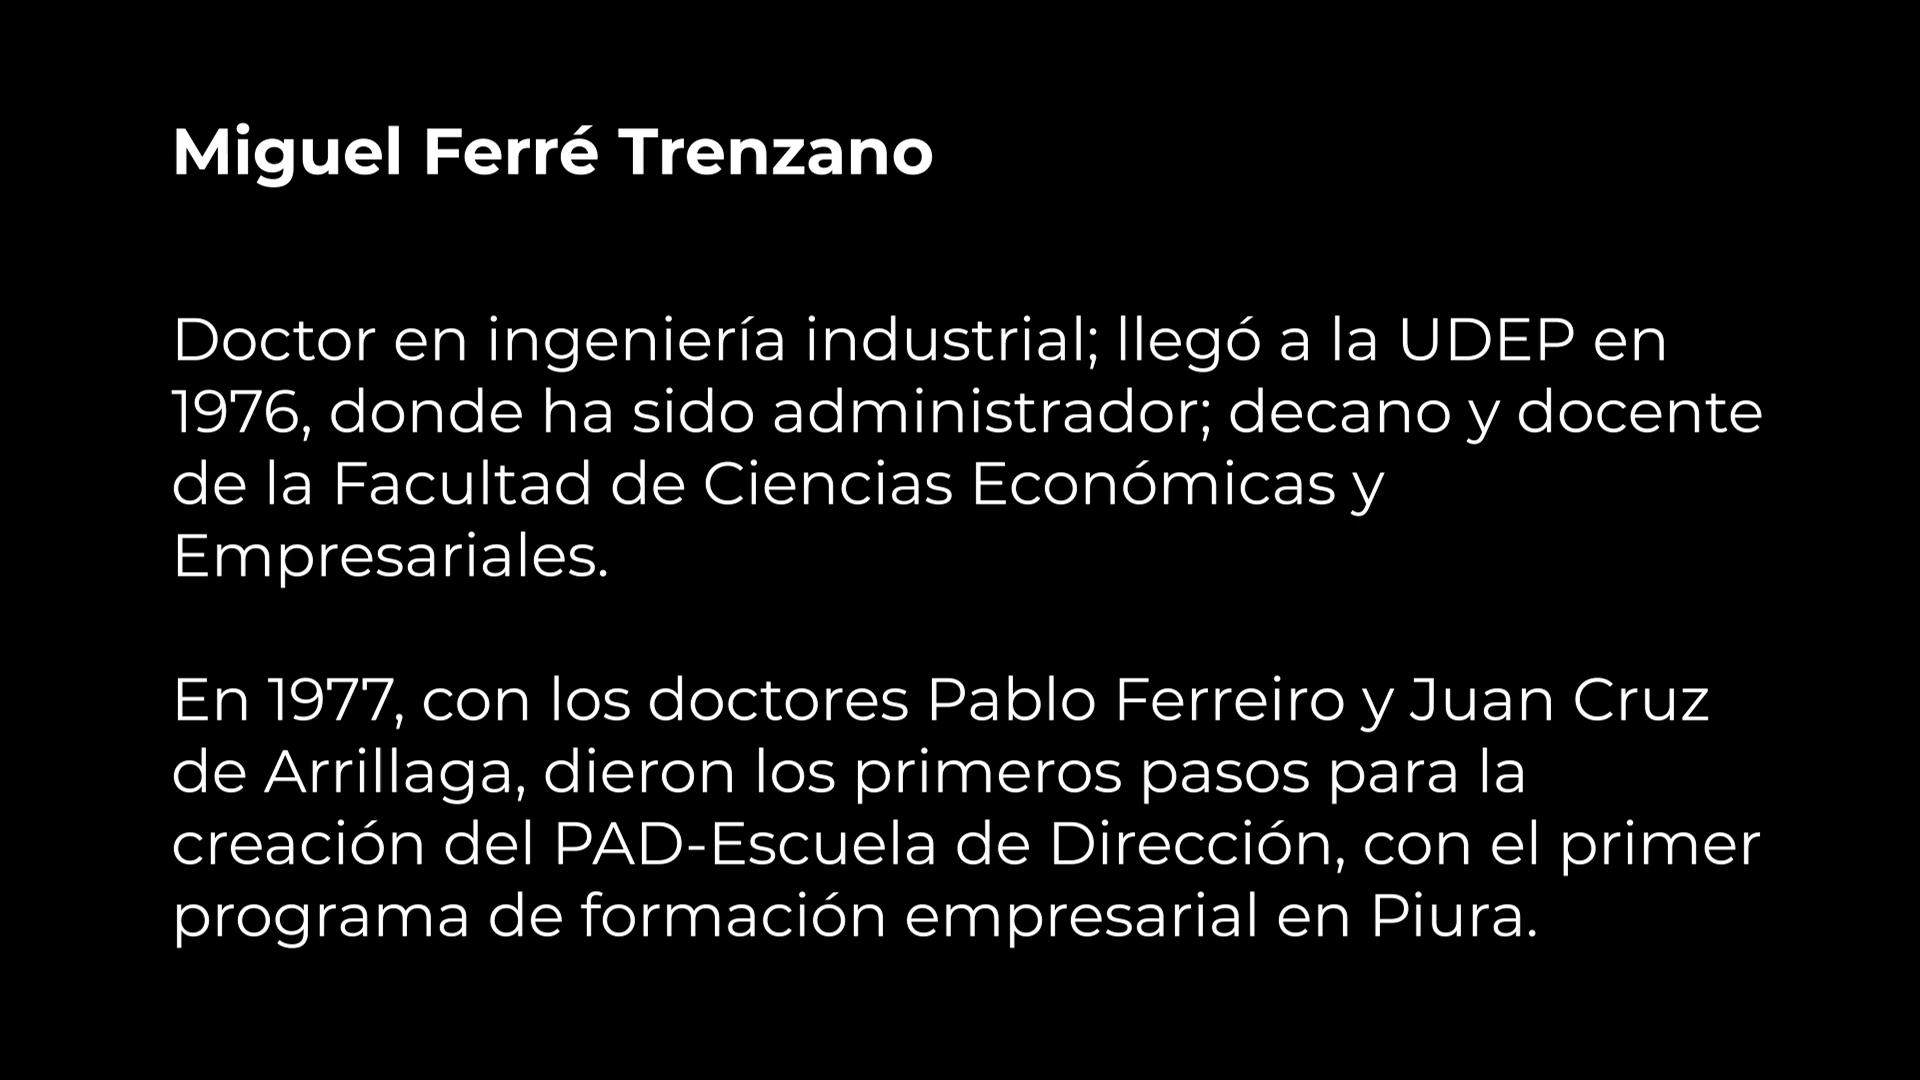 Miguel Ferré Trenzano
Doctor en ingeniería industrial; llegó a la UDEP en
1976, donde ha sido administrador; decano y docente
de la Facultad de Ciencias Económicas y
Empresariales.
En 1977, con los doctores Pablo Ferreiro y Juan Cruz
de Arrillaga, dieron los primeros pasos para la
creación del PAD-Escuela de Dirección, con el primer
programa de formación empresarial en Piura.